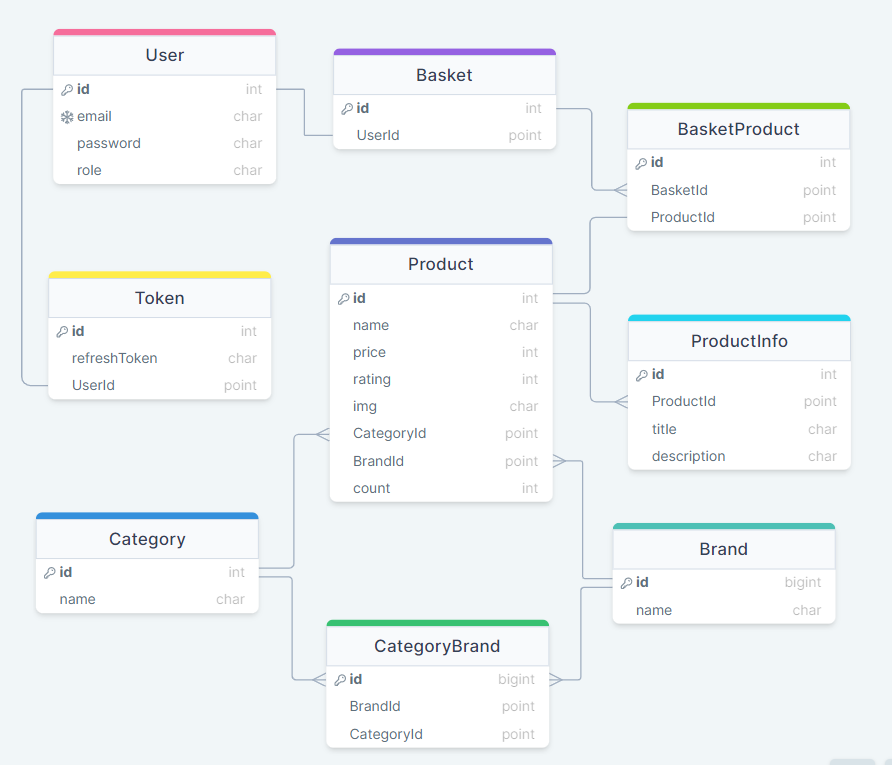 User
id int
email char
password char
role char
Basket
id int
UserId point
BasketProduct
id int
BasketId point
ProductId point
Product
id int
name char
price int
rating int
img char
CategoryId point
BrandId point
count int
Token
id int
refreshToken char
UserId point
ProductInfo
id int
ProductId point
title char
description char
Category
id int
name char
Brand
id bigint
name char
CategoryBrand
id bigint
BrandId point
CategoryId point